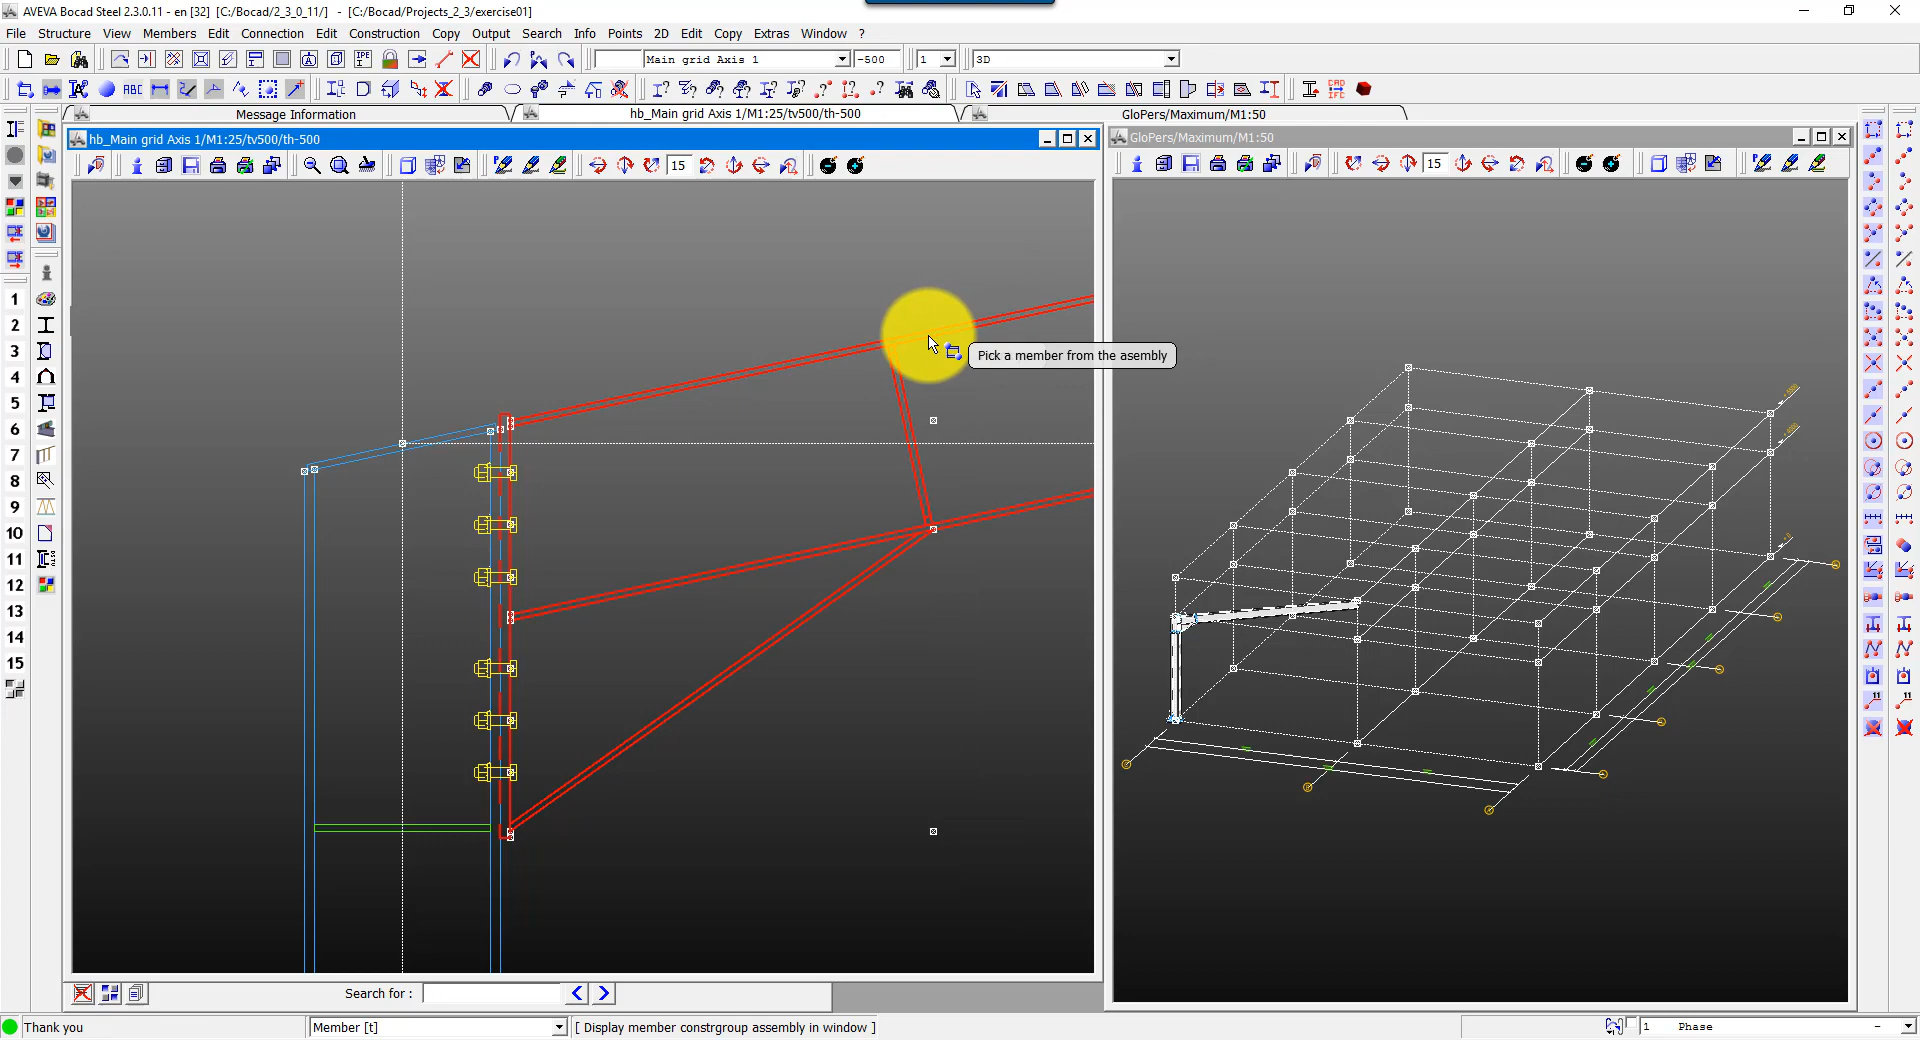 AVEVA Bocad Steel 2.3.0.11 - en [32] [C:/Bocad/2_3_0_11/] - [C:/Bocad/Projects_2_3/exercise01]
File Structure View Members Edit Connection Edit Construction Copy Output Edit Search Info Points 2D Edit Copy Extras Window ?
Main grid Axis 1 -500 1 3D
ABC
Message Information
hb_Main grid Axis 1/M1:25/tv500/th-500
GloPers/Maximum/M1:50
hb_Main grid Axis 1/M1:25/tv500/th-500
GloPers/Maximum/M1:50
15
15
1
2
3
4
5
6
7
8
9
10
11
12
13
14
15
Pick a member from the asembly
Search for :
Thank you
Member [t]
[ Display member constrgroup assembly in window ]
1 Phase -